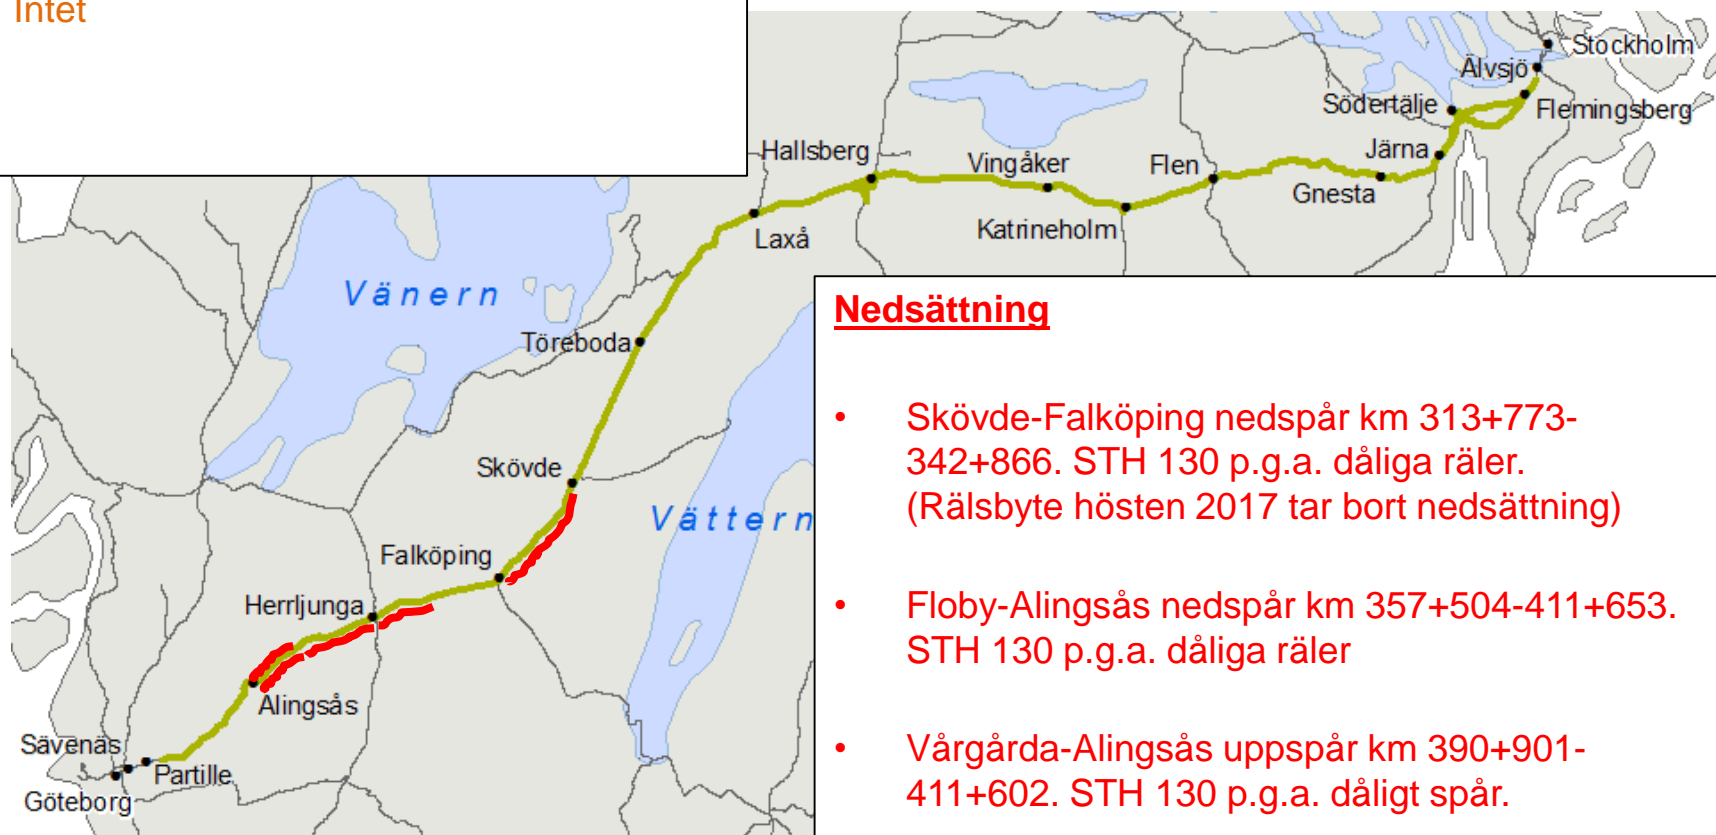 Intet
Stockholm
Älvsjö
Södertälje
Flemingsberg
Hallsberg
Vingåker
Flen
Järna
Gnesta
Katrineholm
Laxå
Vänern
Töreboda
Skövde
Vättern
Falköping
Herrljunga
Alingsås
Sävenäs
Partille
Göteborg
Nedsättning
• Skövde-Falköping nedspår km 313+773-
342+866. STH 130 p.g.a. dåliga räler.
(Rälsbyte hösten 2017 tar bort nedsättning)
• Floby-Alingsås nedspår km 357+504-411+653.
STH 130 p.g.a. dåliga räler
• Vårgårda-Alingsås uppspår km 390+901-
411+602. STH 130 p.g.a. dåligt spår.